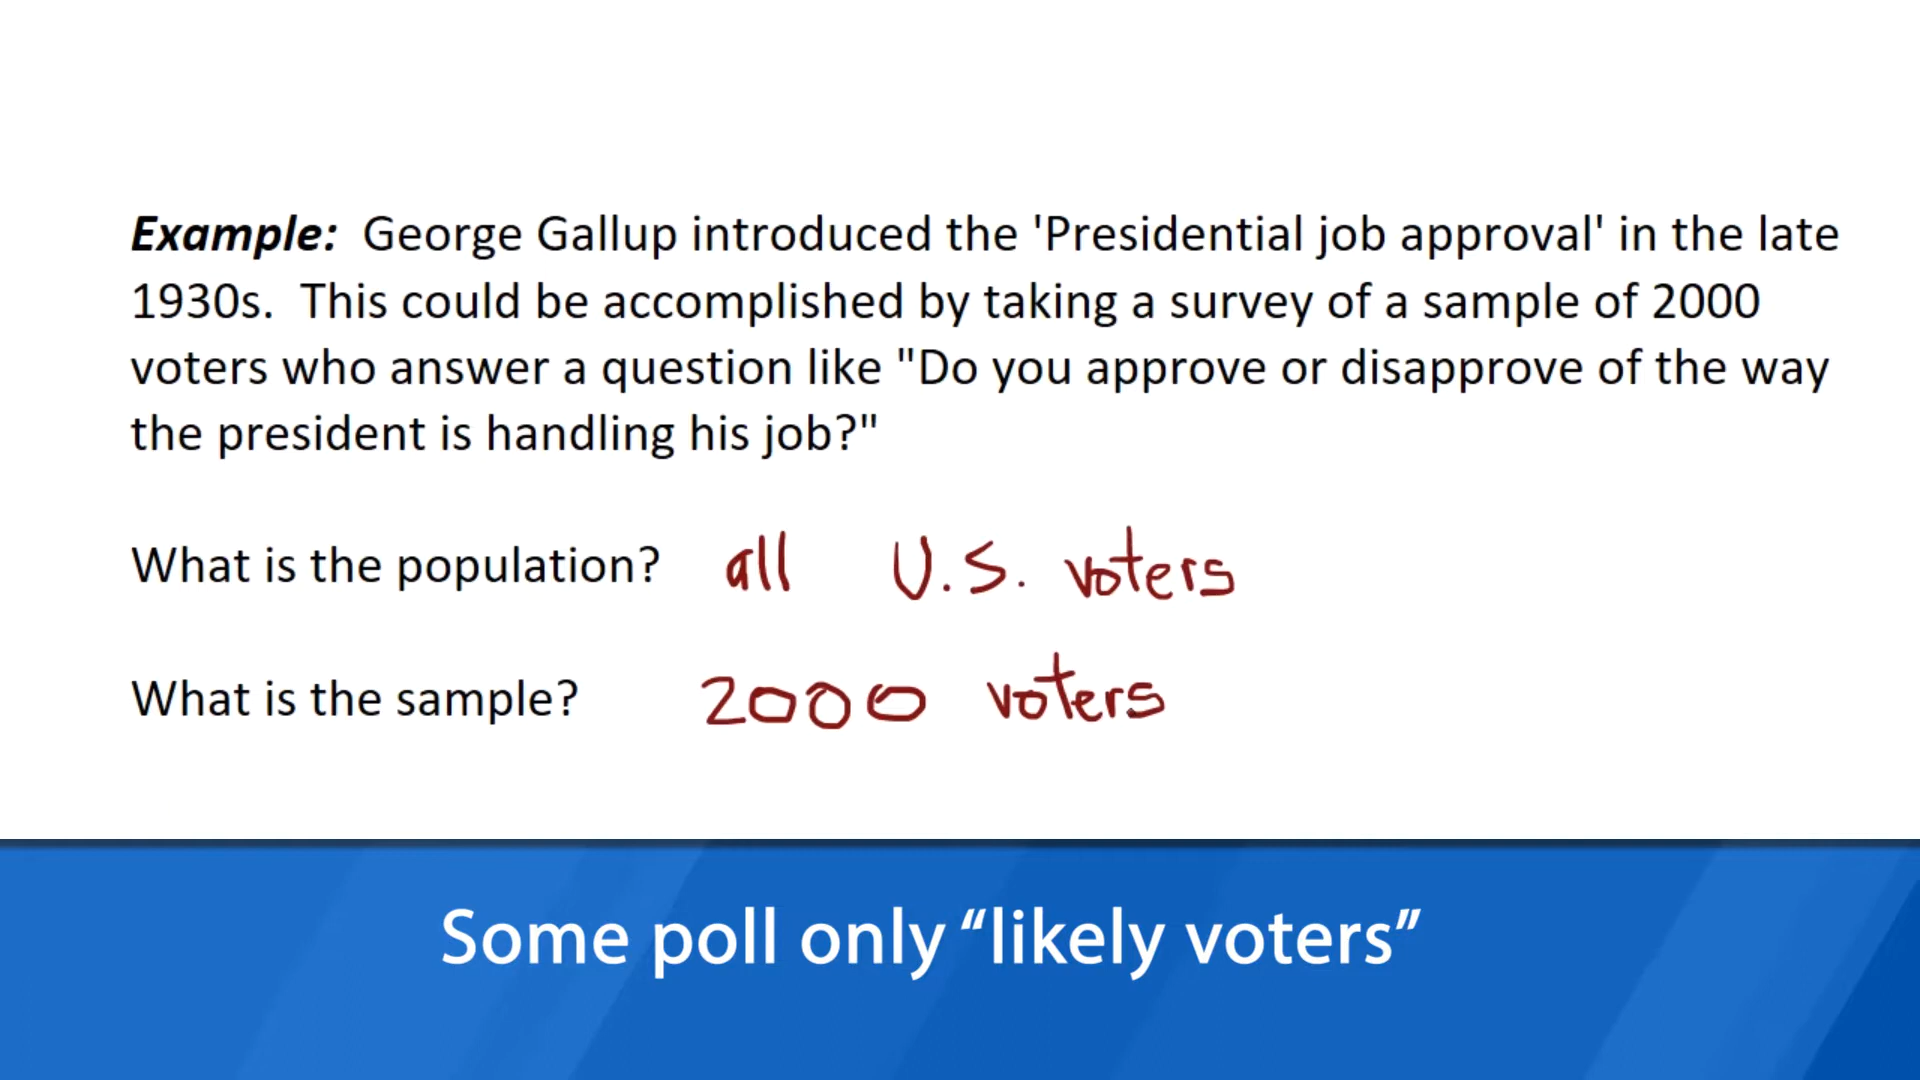 Example: George Gallup introduced the 'Presidential job approval' in the late
1930s. This could be accomplished by taking a survey of a sample of 2000
voters who answer a question like "Do you approve or disapprove of the way
the president is handling his job?"
What is the population? all U.S. voters
What is the sample? 2000 voters
Some poll only “likely voters”